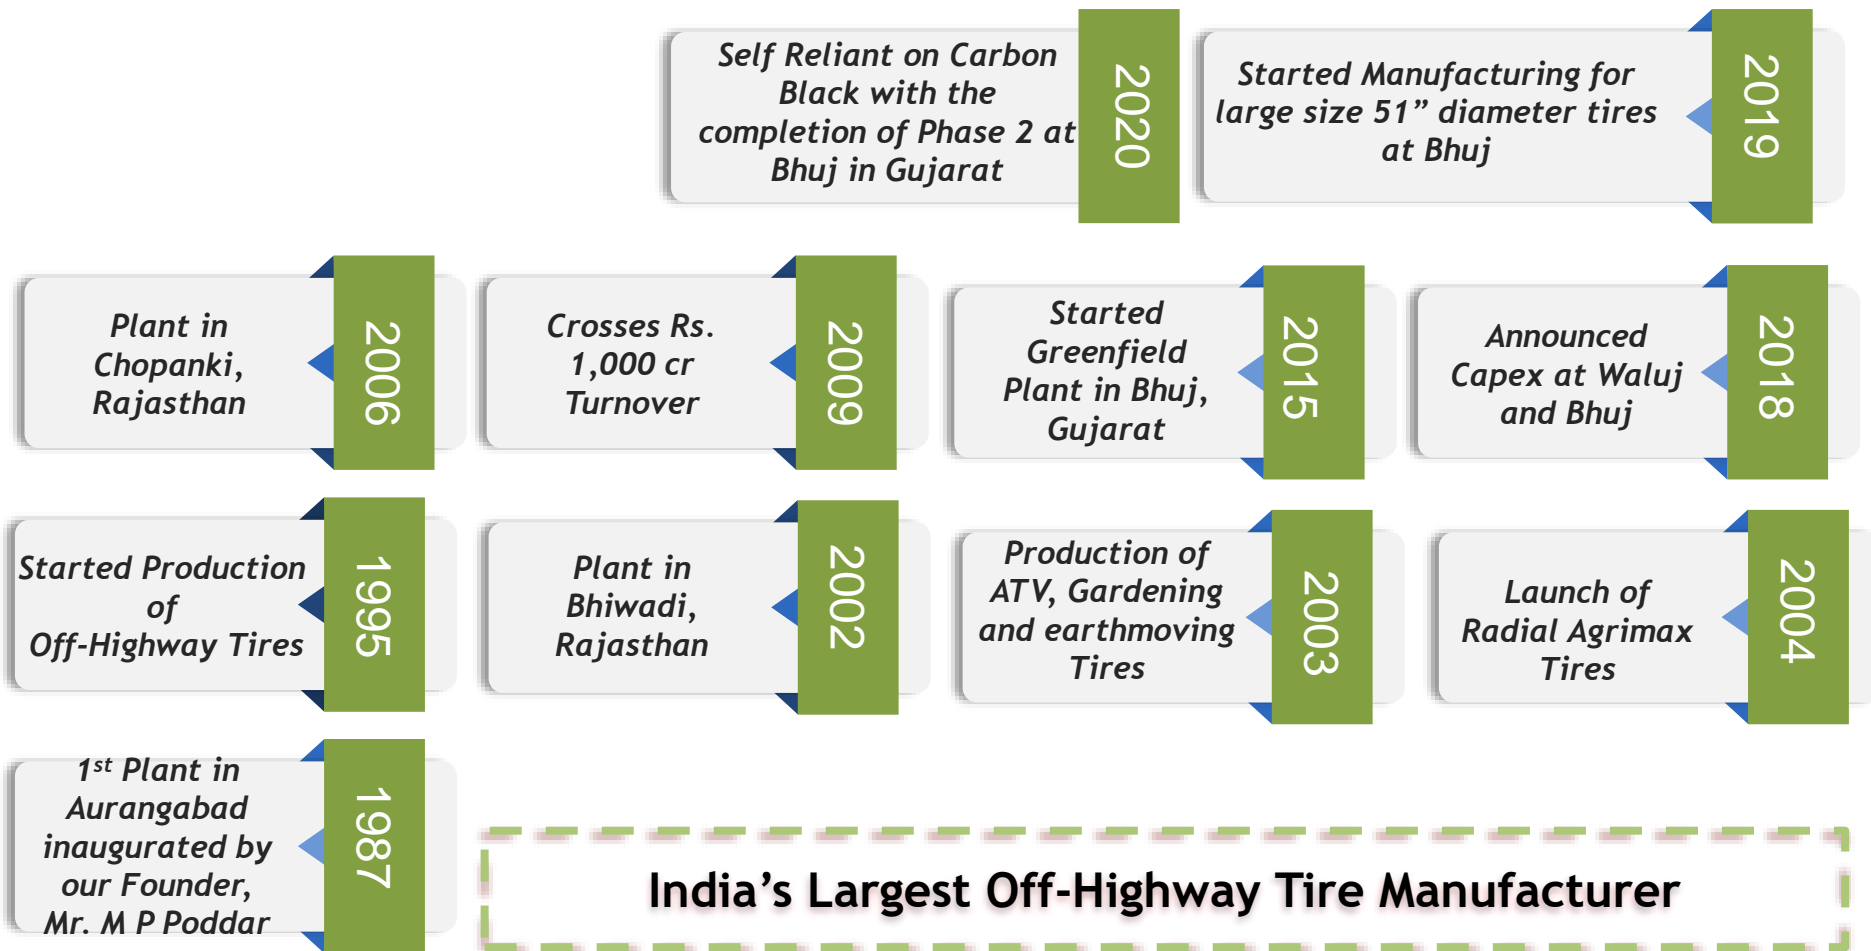 Self Reliant on Carbon
Black with the
completion of Phase 2 at
Bhuj in Gujarat
2020
Started Manufacturing for
large size 51” diameter tires
at Bhuj
2019
Plant in
Chopanki,
Rajasthan
2006
Crosses Rs.
1,000 cr
Turnover
2009
Started
Greenfield
Plant in Bhuj,
Gujarat
2015
Announced
Capex at Waluj
and Bhuj
2018
Started Production
of
Off-Highway Tires
1995
Plant in
Bhiwadi,
Rajasthan
2002
Production of
ATV, Gardening
and earthmoving
Tires
2003
Launch of
Radial Agrimax
Tires
2004
1st Plant in
Aurangabad
inaugurated by
our Founder,
Mr. M P Poddar
1987
India’s Largest Off-Highway Tire Manufacturer